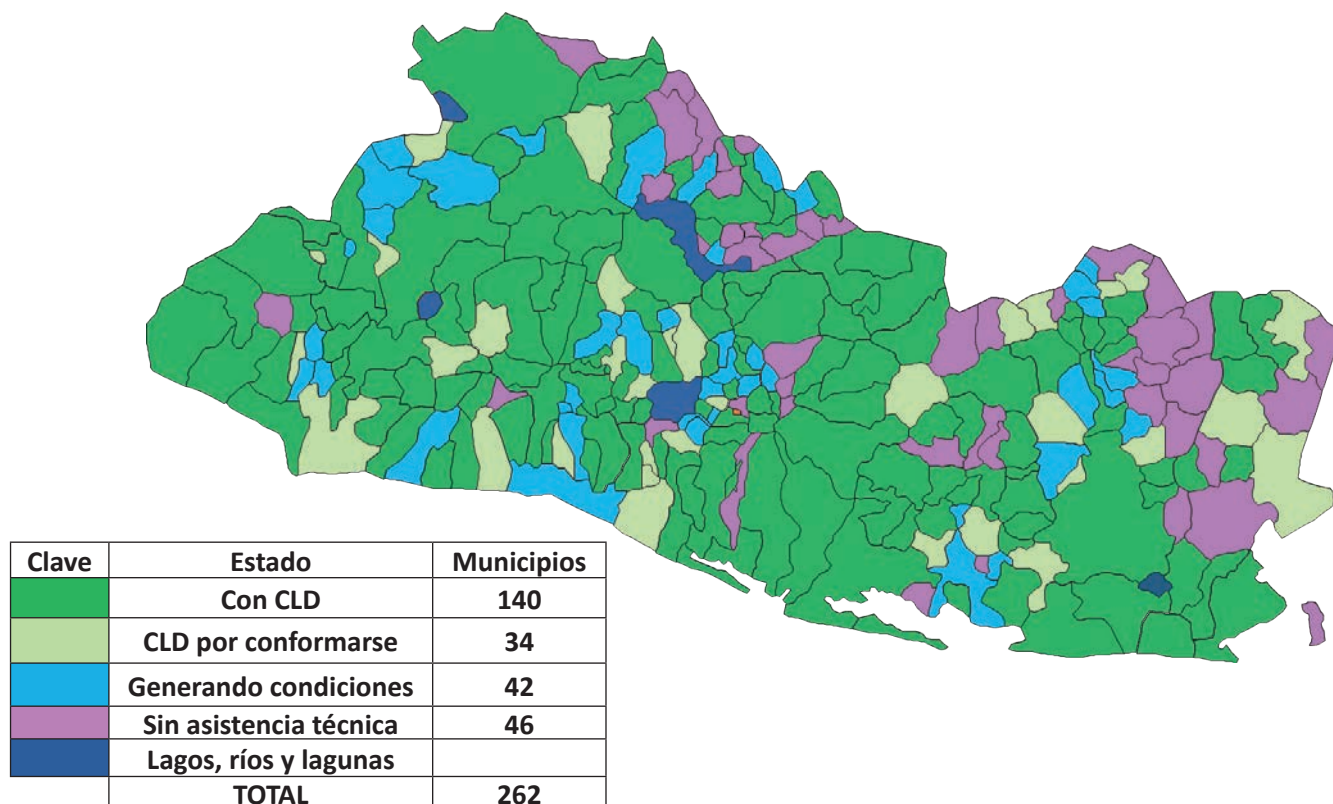 Clave Estado Municipios
Con CLD 140
CLD por conformarse 34
Generando condiciones 42
Sin asistencia técnica 46
Lagos, ríos y lagunas
TOTAL 262